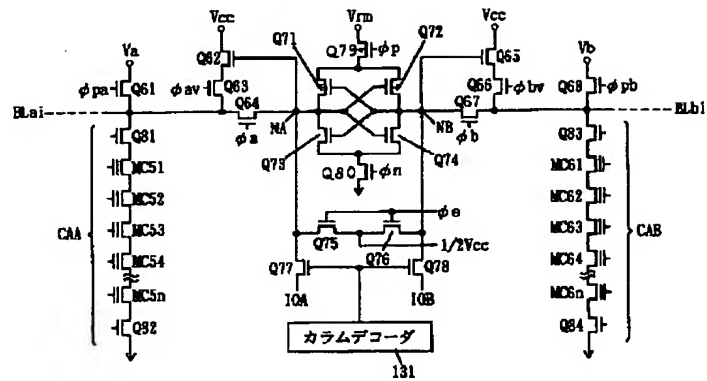 Vcc Vrm Vcc
Va Q71 Q72 Vb
Q62 Q79 φp Q65
φpa Q61 φav Q63 Q66 φbv Q68 φpb
Q64 Q67
BLai NA NB BLbi
φa φb
Q81 Q73 Q74 Q83
Q80 φn
MC51 MC61
MC52 MC62
φe
CAA MC53 MC63 CAB
Q75 Q76 1/2Vcc
MC54 Q77 Q78 MC64
MC5n IOA IOB MC6n
Q82 カラムデコーダ Q84
131